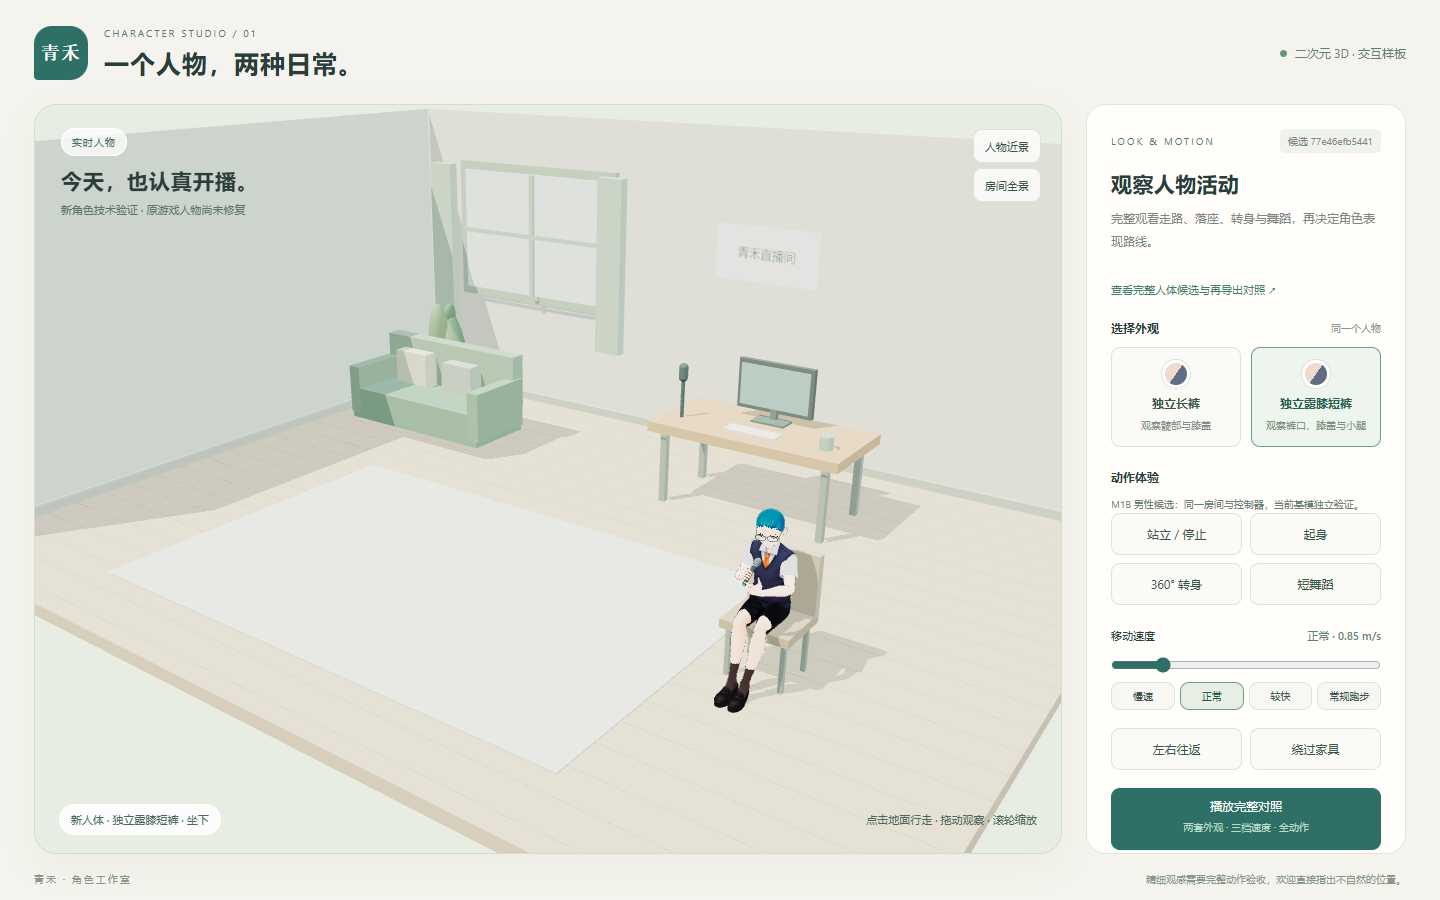 青禾
CHARACTER STUDIO / 01
一个人物，两种日常。
二次元 3D · 交互样板
实时人物
今天，也认真开播。
新角色技术验证 · 原游戏人物尚未修复
人物近景
房间全景
青禾直播间
新人体 · 独立露膝短裤 · 坐下
点击地面行走 · 拖动观察 · 滚轮缩放
LOOK & MOTION
候选 77e46efb5441
观察人物活动
完整观看走路、落座、转身与舞蹈，再决定角色表
现路线。
查看完整人体候选与再导出对照 ↗
选择外观
同一个人物
独立长裤
观察髋部与膝盖
独立露膝短裤
观察裤口、膝盖与小腿
动作体验
M1B 男性候选：同一房间与控制器，当前基模独立验证。
站立 / 停止
起身
360° 转身
短舞蹈
移动速度
正常 · 0.85 m/s
慢速
正常
较快
常规跑步
左右往返
绕过家具
播放完整对照
两套外观 · 三档速度 · 全动作
青禾 · 角色工作室
精细观感需要完整动作验收，欢迎直接指出不自然的位置。